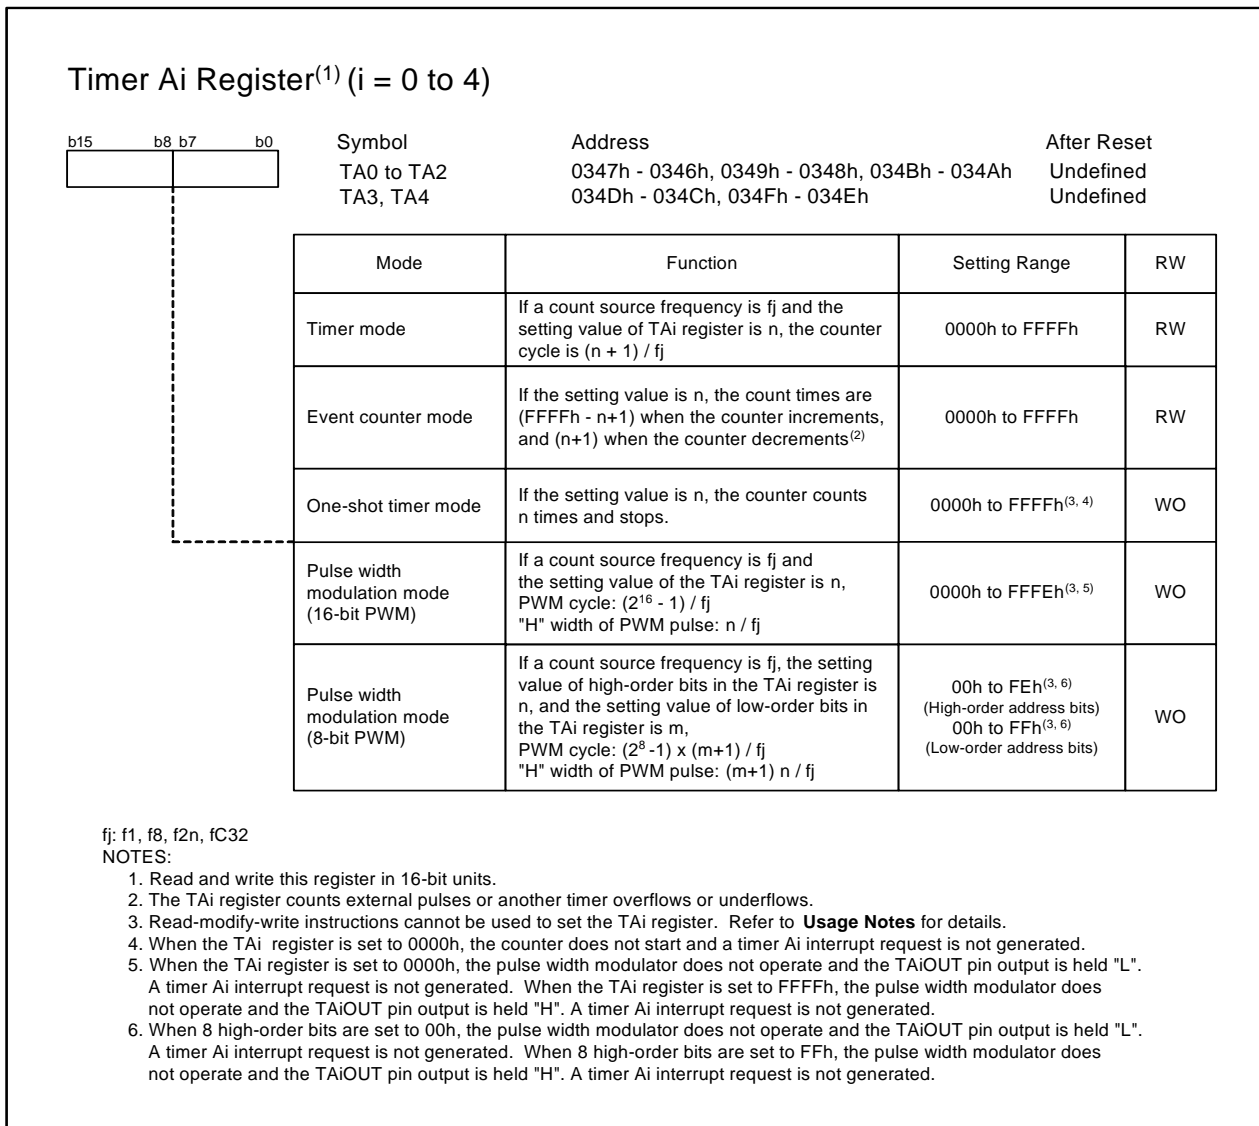 Timer Ai Register(1) (i = 0 to 4)
b15 b8 b7 b0
Symbol Address After Reset
TA0 to TA2 0347h - 0346h, 0349h - 0348h, 034Bh - 034Ah Undefined
TA3, TA4 034Dh - 034Ch, 034Fh - 034Eh Undefined
Mode Function Setting Range RW
Timer mode
If a count source frequency is fj and the
setting value of TAi register is n, the counter
cycle is (n + 1) / fj
0000h to FFFFh
RW
Event counter mode
If the setting value is n, the count times are
(FFFFh - n+1) when the counter increments,
and (n+1) when the counter decrements(2)
0000h to FFFFh
RW
One-shot timer mode
If the setting value is n, the counter counts
n times and stops.
0000h to FFFFh(3, 4)
WO
Pulse width
modulation mode
(16-bit PWM)
If a count source frequency is fj and
the setting value of the TAi register is n,
PWM cycle: (2^16 - 1) / fj
"H" width of PWM pulse: n / fj
0000h to FFFEh(3, 5)
WO
Pulse width
modulation mode
(8-bit PWM)
If a count source frequency is fj, the setting
value of high-order bits in the TAi register is
n, and the setting value of low-order bits in
the TAi register is m,
PWM cycle: (2^8 -1) x (m+1) / fj
"H" width of PWM pulse: (m+1) n / fj
00h to FEh(3, 6)
(High-order address bits)
00h to FFh(3, 6)
(Low-order address bits)
WO
fj: f1, f8, f2n, fC32
NOTES:
1. Read and write this register in 16-bit units.
2. The TAi register counts external pulses or another timer overflows or underflows.
3. Read-modify-write instructions cannot be used to set the TAi register. Refer to Usage Notes for details.
4. When the TAi register is set to 0000h, the counter does not start and a timer Ai interrupt request is not generated.
5. When the TAi register is set to 0000h, the pulse width modulator does not operate and the TAiOUT pin output is held "L".
A timer Ai interrupt request is not generated. When the TAi register is set to FFFFh, the pulse width modulator does
not operate and the TAiOUT pin output is held "H". A timer Ai interrupt request is not generated.
6. When 8 high-order bits are set to 00h, the pulse width modulator does not operate and the TAiOUT pin output is held "L".
A timer Ai interrupt request is not generated. When 8 high-order bits are set to FFh, the pulse width modulator does
not operate and the TAiOUT pin output is held "H". A timer Ai interrupt request is not generated.